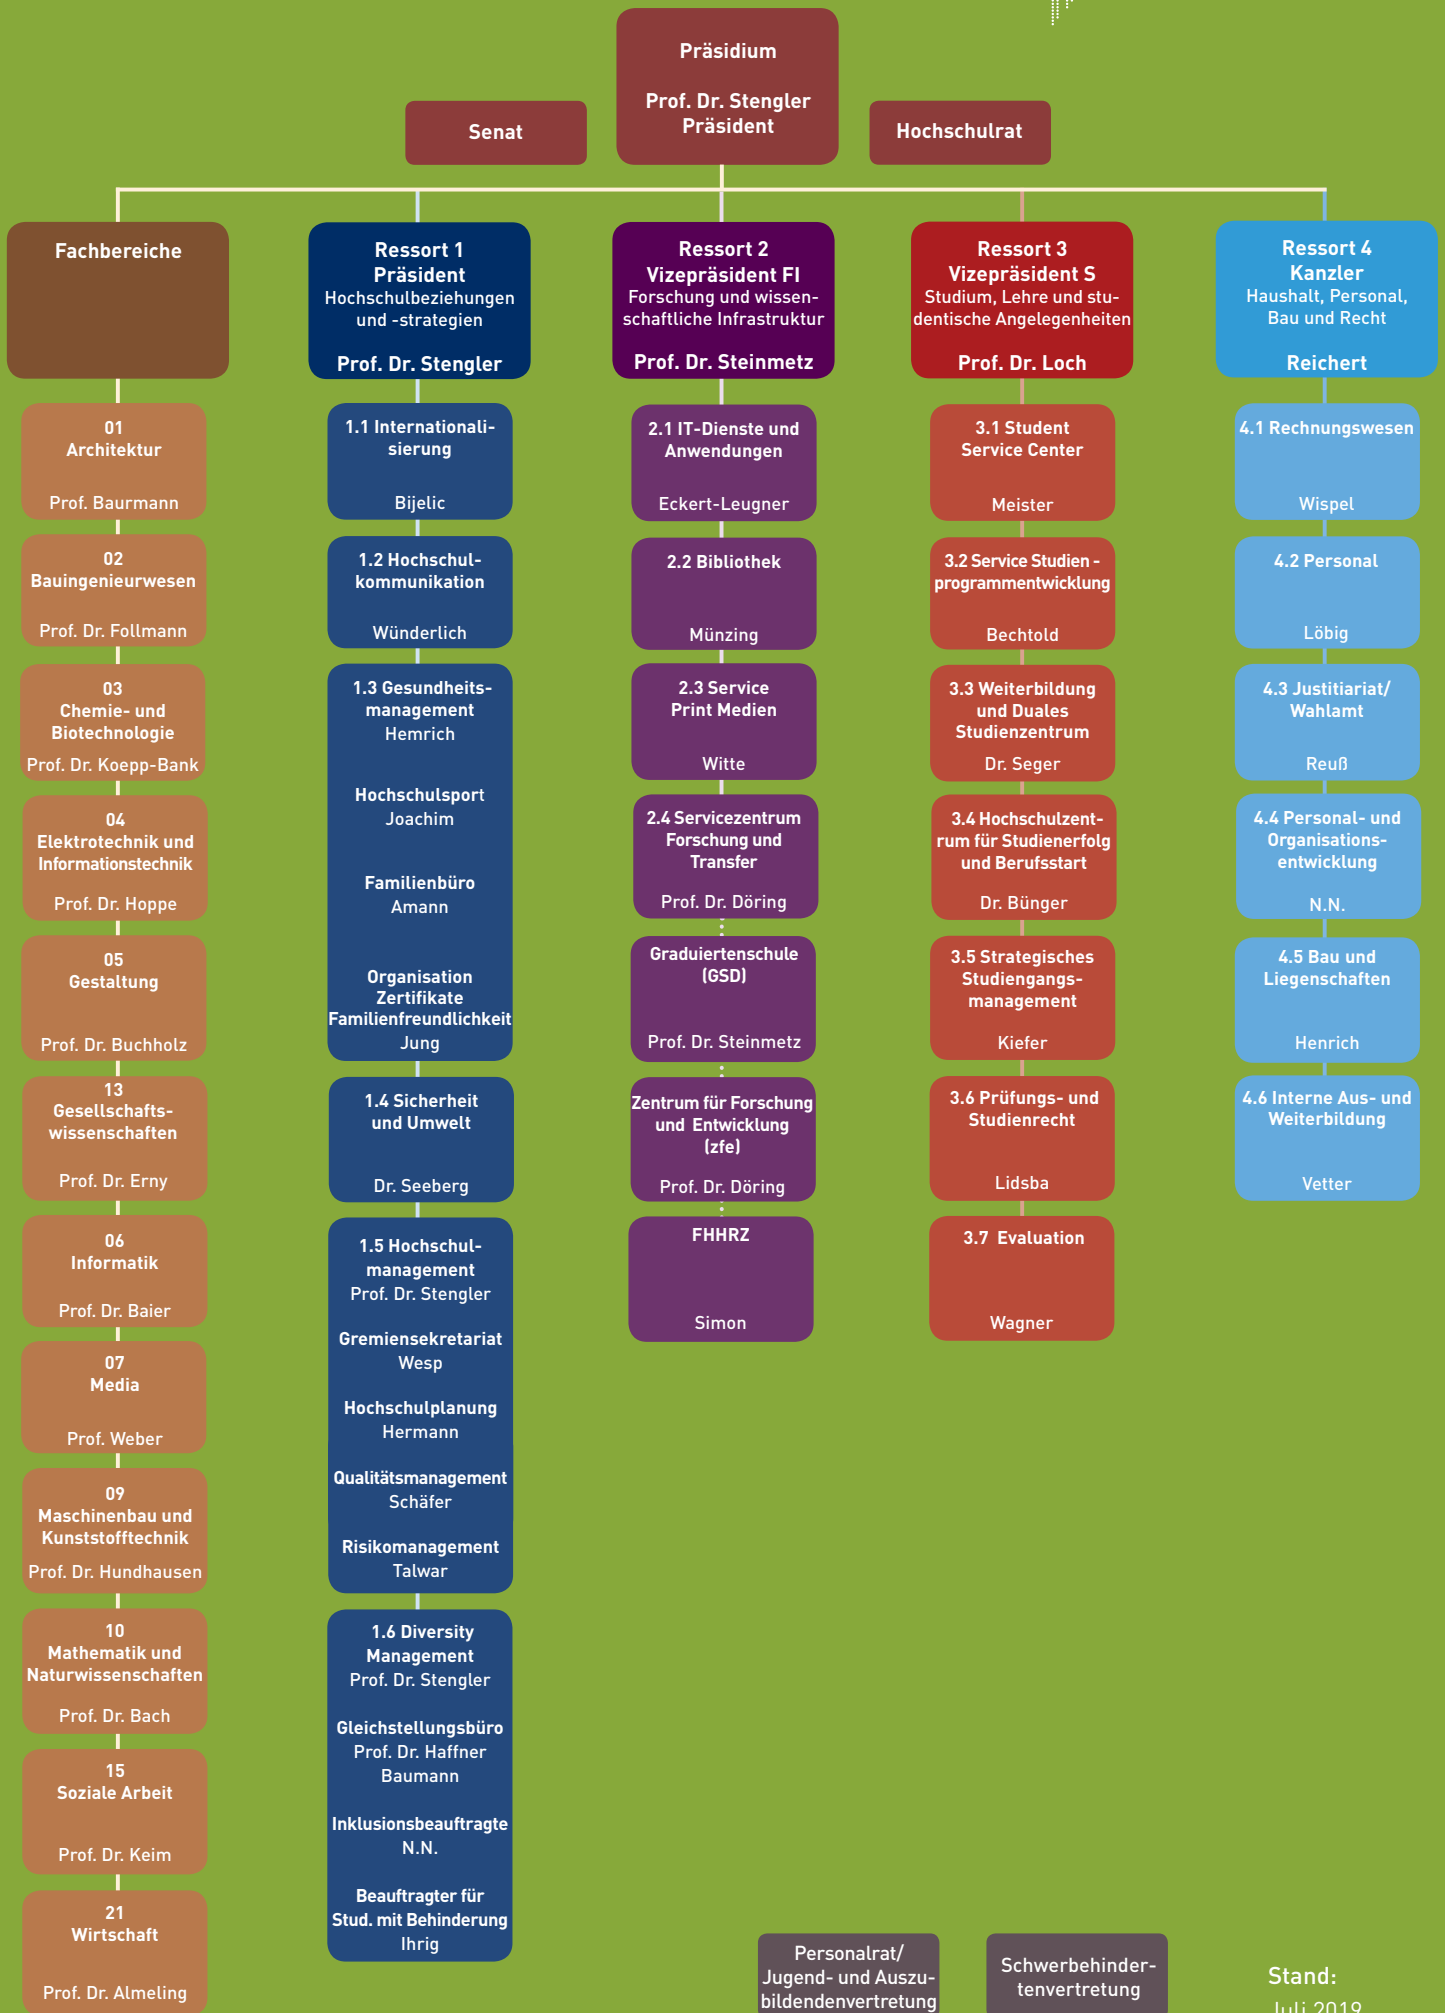 Präsidium
Prof. Dr. Stengler
Präsident
Senat
Hochschulrat
Fachbereiche
01
Architektur
Prof. Baurmann
02
Bauingenieurwesen
Prof. Dr. Follmann
03
Chemie- und
Biotechnologie
Prof. Dr. Koepp-Bank
04
Elektrotechnik und
Informationstechnik
Prof. Dr. Hoppe
05
Gestaltung
Prof. Dr. Buchholz
13
Gesellschafts-
wissenschaften
Prof. Dr. Erny
06
Informatik
Prof. Dr. Baier
07
Media
Prof. Weber
09
Maschinenbau und
Kunststofftechnik
Prof. Dr. Hundhausen
10
Mathematik und
Naturwissenschaften
Prof. Dr. Bach
15
Soziale Arbeit
Prof. Dr. Keim
21
Wirtschaft
Prof. Dr. Almeling
Ressort 1
Präsident
Hochschulbeziehungen
und -strategien
Prof. Dr. Stengler
1.1 Internationali-
sierung
Bijelic
1.2 Hochschul-
kommunikation
Wünderlich
1.3 Gesundheits-
management
Hemrich
Hochschulsport
Joachim
Familienbüro
Amann
Organisation
Zertifikate
Familienfreundlichkeit
Jung
1.4 Sicherheit
und Umwelt
Dr. Seeberg
1.5 Hochschul-
management
Prof. Dr. Stengler
Gremiensekretariat
Wesp
Hochschulplanung
Hermann
Qualitätsmanagement
Schäfer
Risikomanagement
Talwar
1.6 Diversity
Management
Prof. Dr. Stengler
Gleichstellungsbüro
Prof. Dr. Haffner
Baumann
Inklusionsbeauftragte
N.N.
Beauftragter für
Stud. mit Behinderung
Ihrig
Ressort 2
Vizepräsident FI
Forschung und wissen-
schaftliche Infrastruktur
Prof. Dr. Steinmetz
2.1 IT-Dienste und
Anwendungen
Eckert-Leugner
2.2 Bibliothek
Münzing
2.3 Service
Print Medien
Witte
2.4 Servicezentrum
Forschung und
Transfer
Prof. Dr. Döring
Graduiertenschule
(GSD)
Prof. Dr. Steinmetz
Zentrum für Forschung
und Entwicklung
(zfe)
Prof. Dr. Döring
FHHRZ
Simon
Ressort 3
Vizepräsident S
Studium, Lehre und stu-
dentische Angelegenheiten
Prof. Dr. Loch
3.1 Student
Service Center
Meister
3.2 Service Studien -
programmentwicklung
Bechtold
3.3 Weiterbildung
und Duales
Studienzentrum
Dr. Seger
3.4 Hochschulzent-
rum für Studienerfolg
und Berufsstart
Dr. Bünger
3.5 Strategisches
Studiengangs-
management
Kiefer
3.6 Prüfungs- und
Studienrecht
Lidsba
3.7 Evaluation
Wagner
Ressort 4
Kanzler
Haushalt, Personal,
Bau und Recht
Reichert
4.1 Rechnungswesen
Wispel
4.2 Personal
Löbig
4.3 Justitiariat/
Wahlamt
Reuß
4.4 Personal- und
Organisations-
entwicklung
N.N.
4.5 Bau und
Liegenschaften
Henrich
4.6 Interne Aus- und
Weiterbildung
Vetter
Personalrat/
Jugend- und Auszu-
bildendenvertretung
Schwerbehinder-
tenvertretung
Stand:
Juli 2019